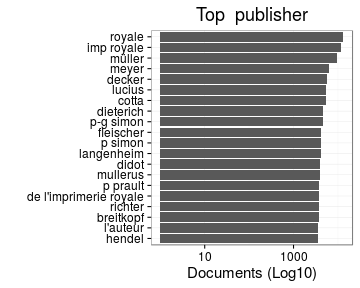 Top  publisher
royale
imp royale
müller
meyer
decker
lucius
cotta
dieterich
p-g simon
fleischer
p simon
langenheim
didot
mullerus
p prault
de l'imprimerie royale
richter
breitkopf
l'auteur
hendel
10 1000
Documents (Log10)